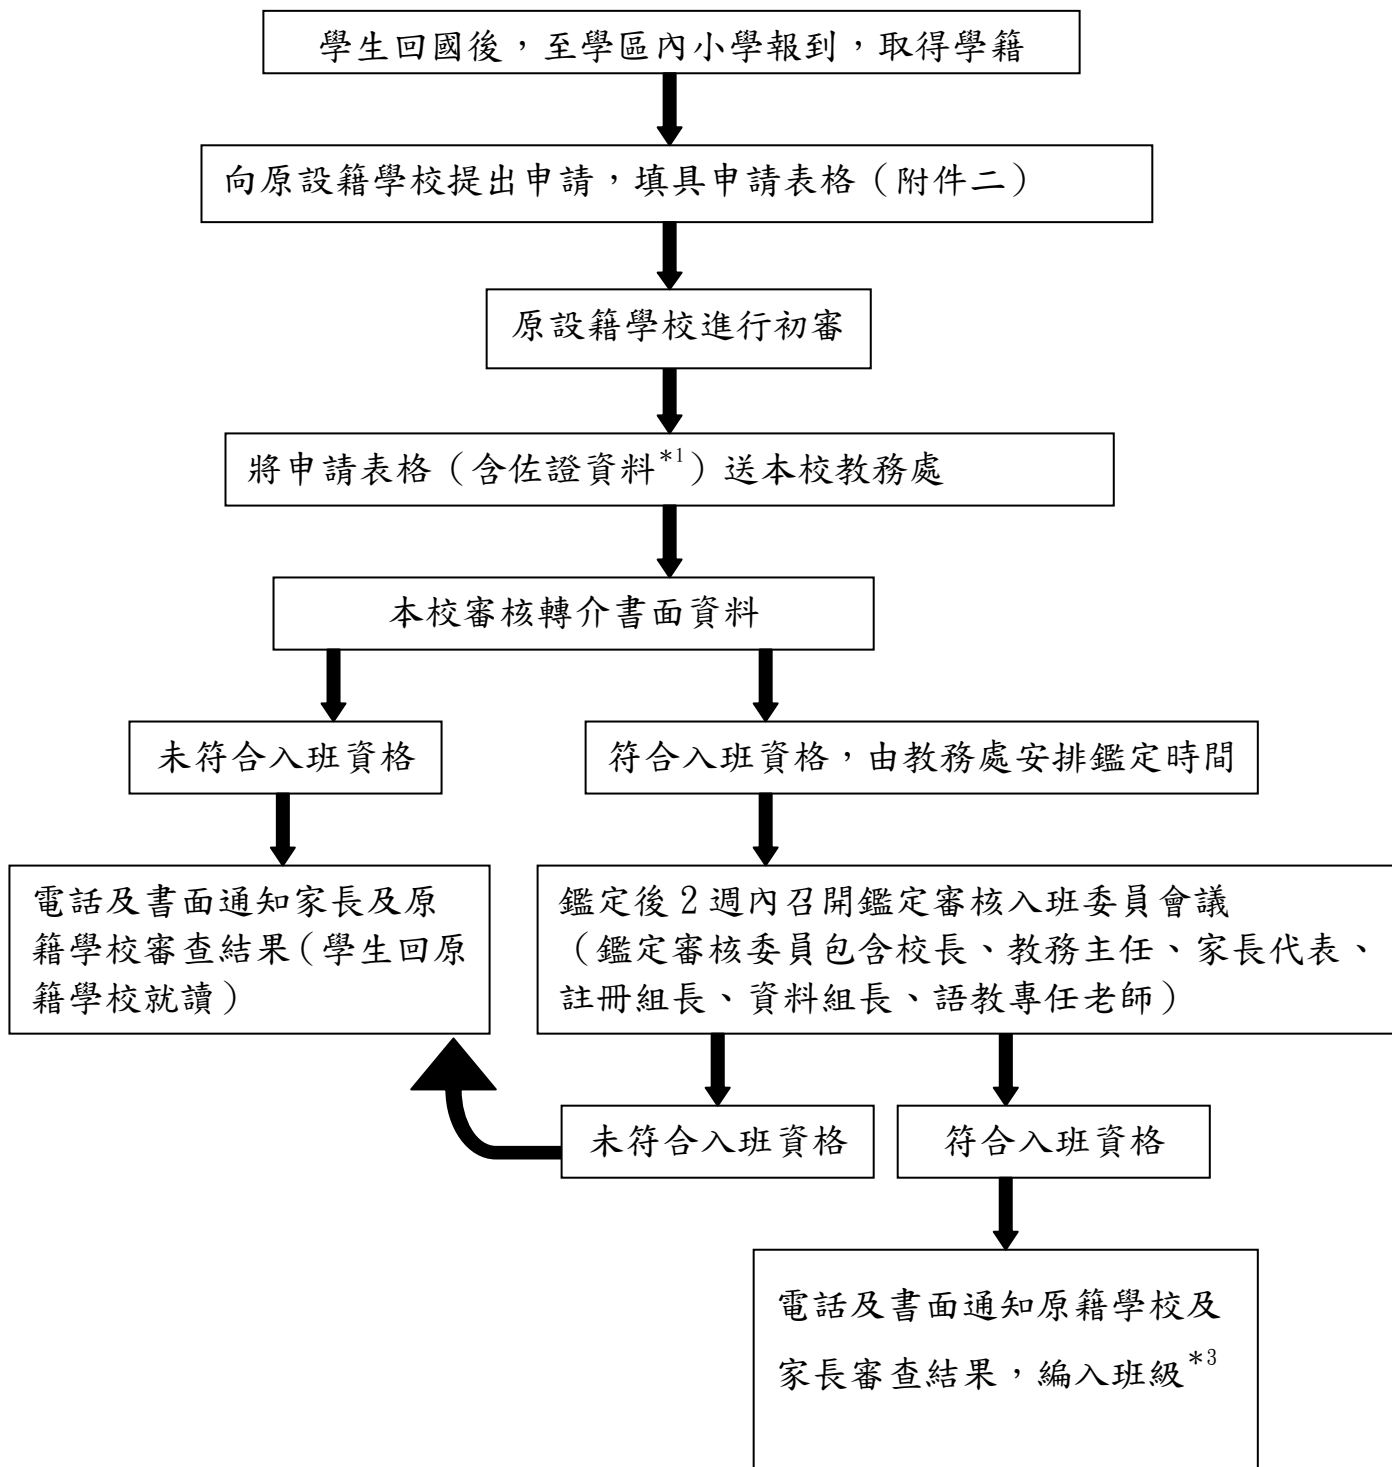 學生回國後，至學區內小學報到，取得學籍
向原設籍學校提出申請，填具申請表格（附件二）
原設籍學校進行初審
將申請表格（含佐證資料*1）送本校教務處
本校審核轉介書面資料
未符合入班資格
符合入班資格，由教務處安排鑑定時間
電話及書面通知家長及原
籍學校審查結果（學生回原
籍學校就讀）
鑑定後 2 週內召開鑑定審核入班委員會議
（鑑定審核委員包含校長、教務主任、家長代表、
註冊組長、資料組長、語教專任老師）
未符合入班資格
符合入班資格
電話及書面通知原籍學校及
家長審查結果，編入班級*3